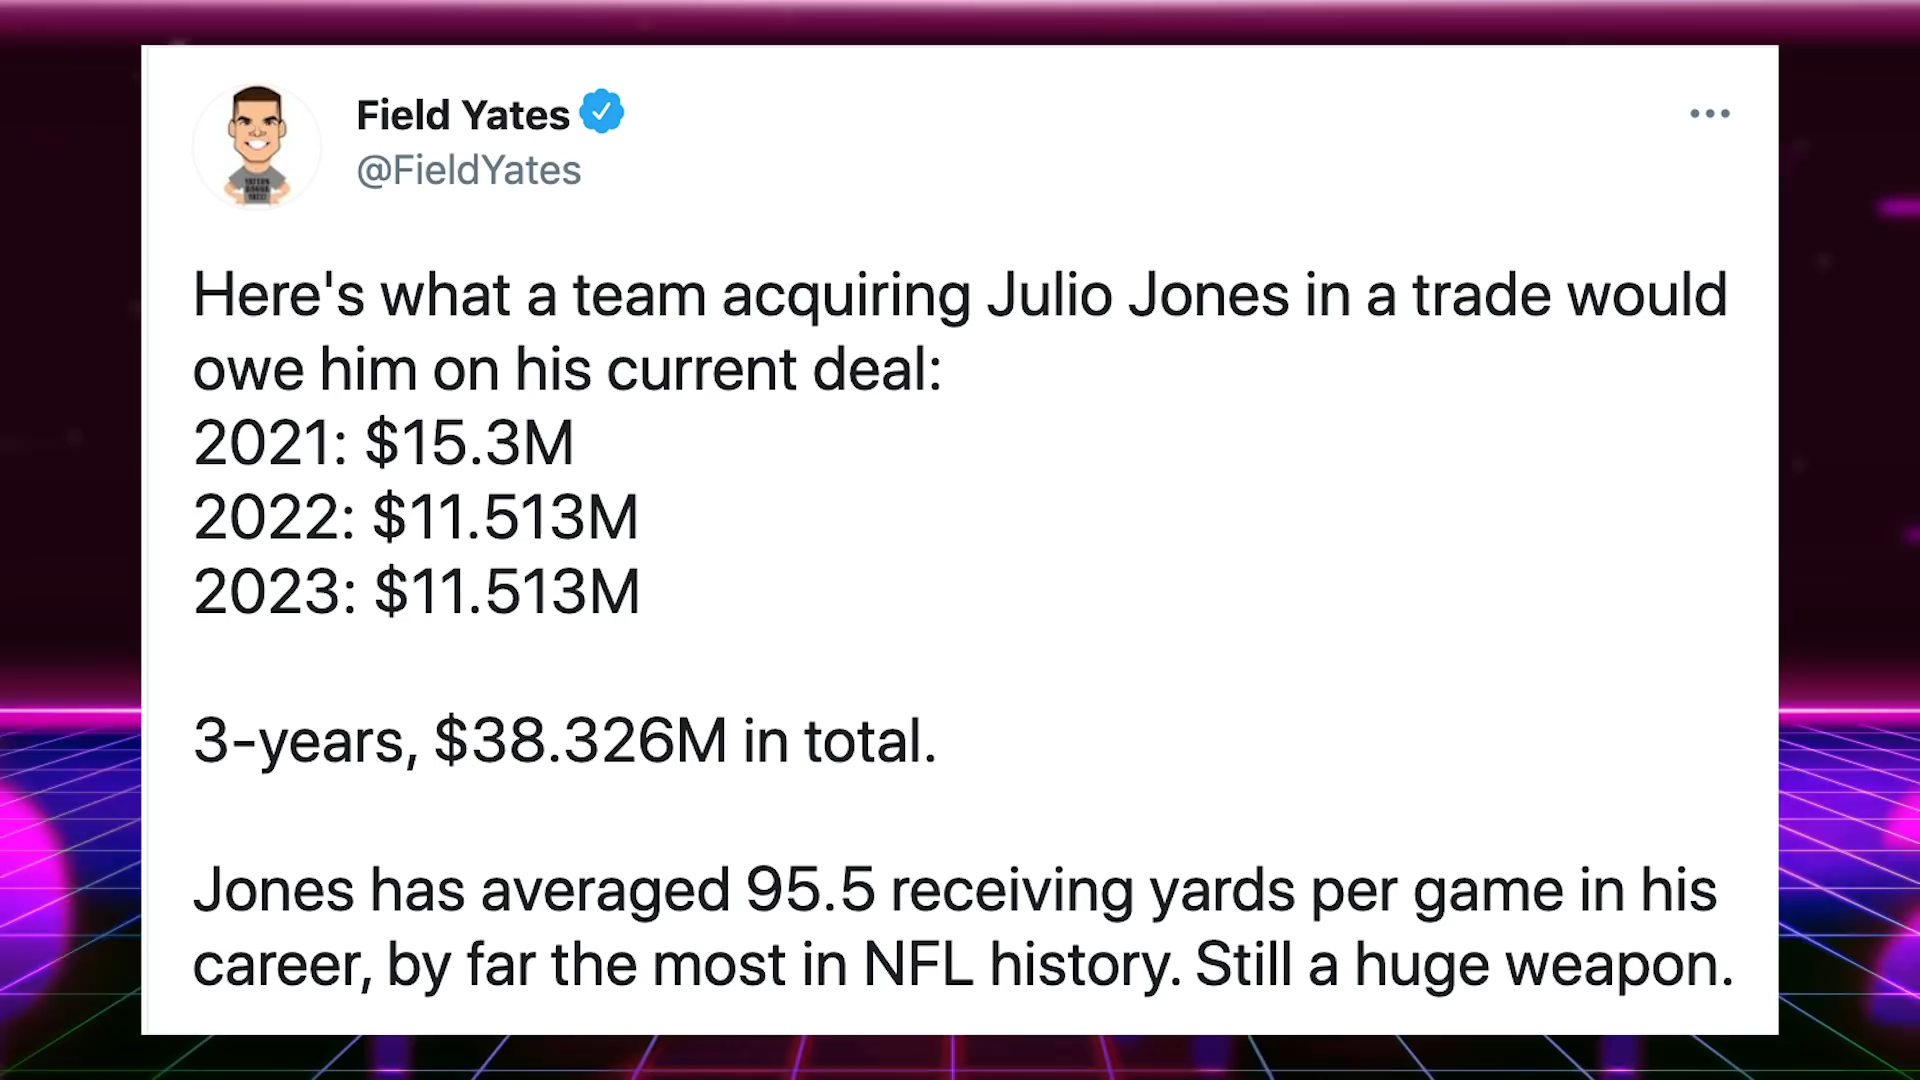 Field Yates
@FieldYates
Here's what a team acquiring Julio Jones in a trade would
owe him on his current deal:
2021: $15.3M
2022: $11.513M
2023: $11.513M
3-years, $38.326M in total.
Jones has averaged 95.5 receiving yards per game in his
career, by far the most in NFL history. Still a huge weapon.